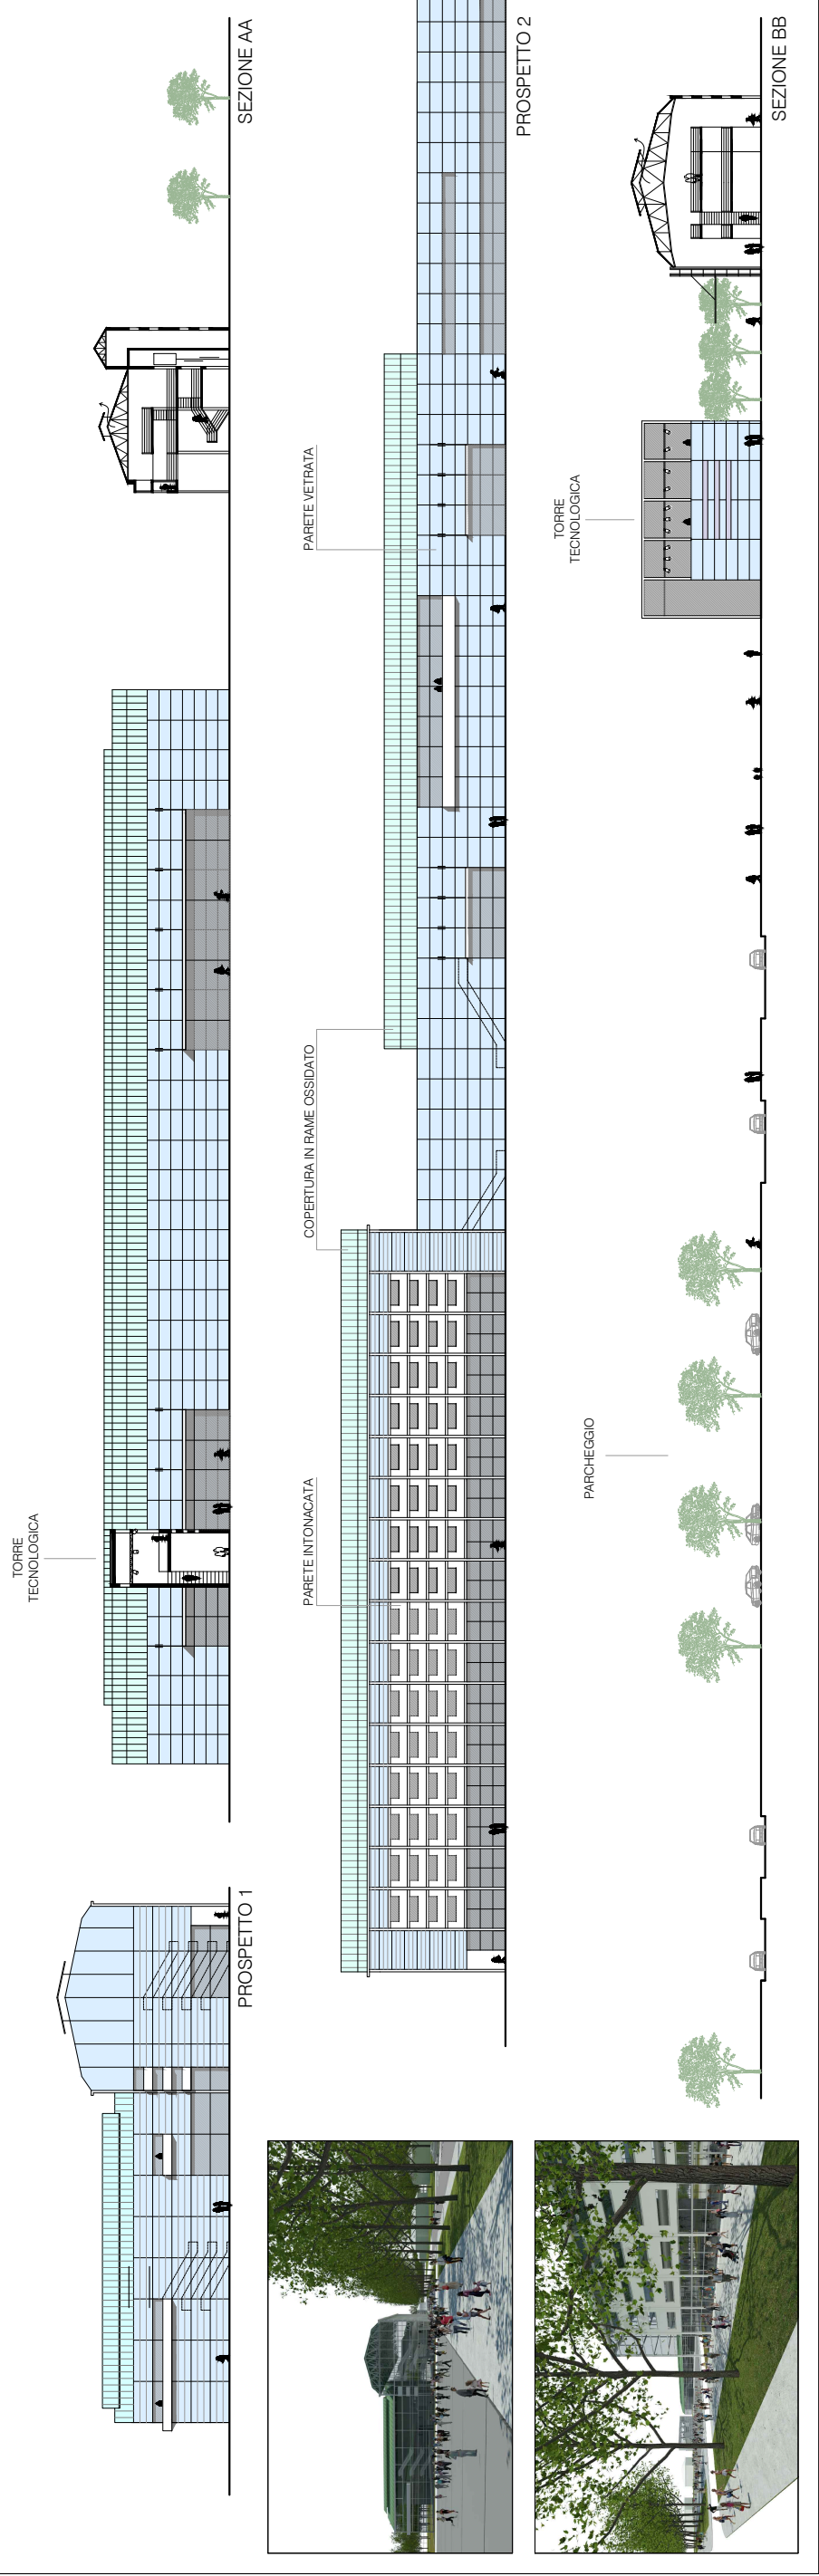 TORRE
TECNOLOGICA
PROSPETTO 1
SEZIONE AA
PARETE INTONACATA
COPERTURA IN RAME OSSIDATO
PARETE VETRATA
PROSPETTO 2
PARCHEGGIO
TORRE
TECNOLOGICA
SEZIONE BB